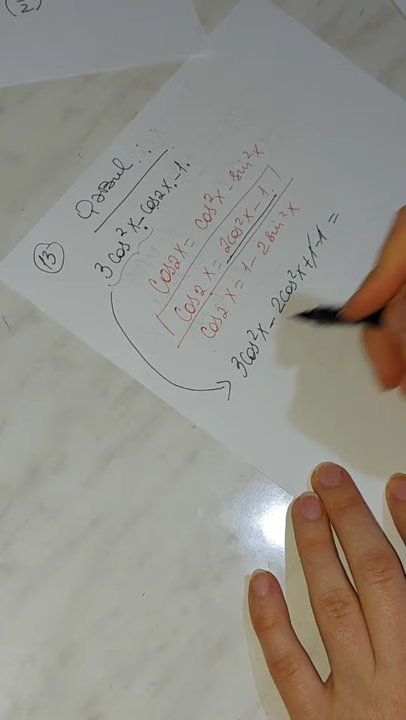 13
3cos²x - cos2x - 1.
cos2x = cos²x - sin²x
cos2x = 2cos²x - 1.
cos2x = 1 - 2sin²x
3cos²x - 2cos²x + 1 - 1 =